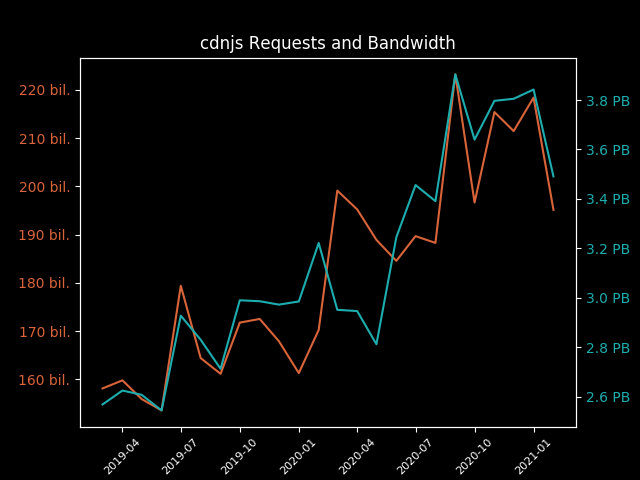 cdnjs Requests and Bandwidth
220 bil.
210 bil.
200 bil.
190 bil.
180 bil.
170 bil.
160 bil.
3.8 PB
3.6 PB
3.4 PB
3.2 PB
3.0 PB
2.8 PB
2.6 PB
2019-04
2019-07
2019-10
2020-01
2020-04
2020-07
2020-10
2021-01